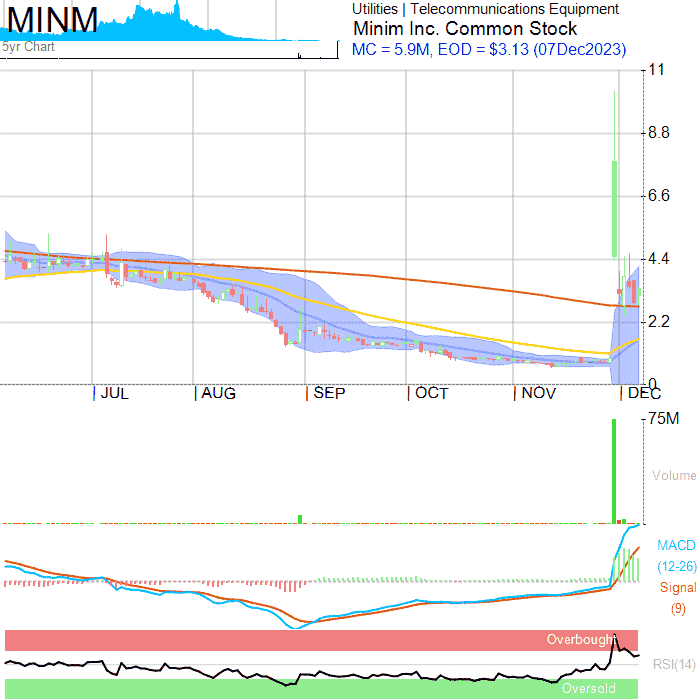 MINM
Utilities | Telecommunications Equipment
Minim Inc. Common Stock
5yr Chart
MC = 5.9M, EOD = $3.13 (07Dec2023)
11
8.8
6.6
4.4
2.2
0
JUL
AUG
SEP
OCT
NOV
DEC
75M
Volume
MACD
(12-26)
Signal
(9)
Overbought
RSI(14)
Oversold